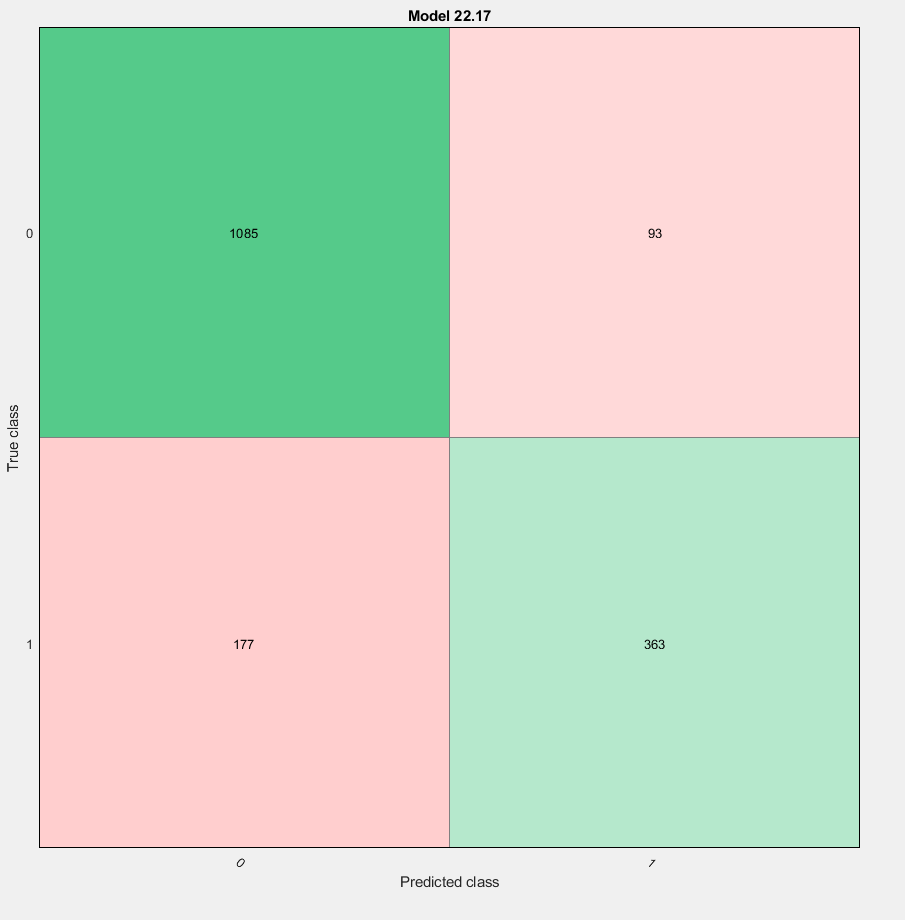 Model 22.17
True class
0
1085
93
1
177
363
0
1
Predicted class